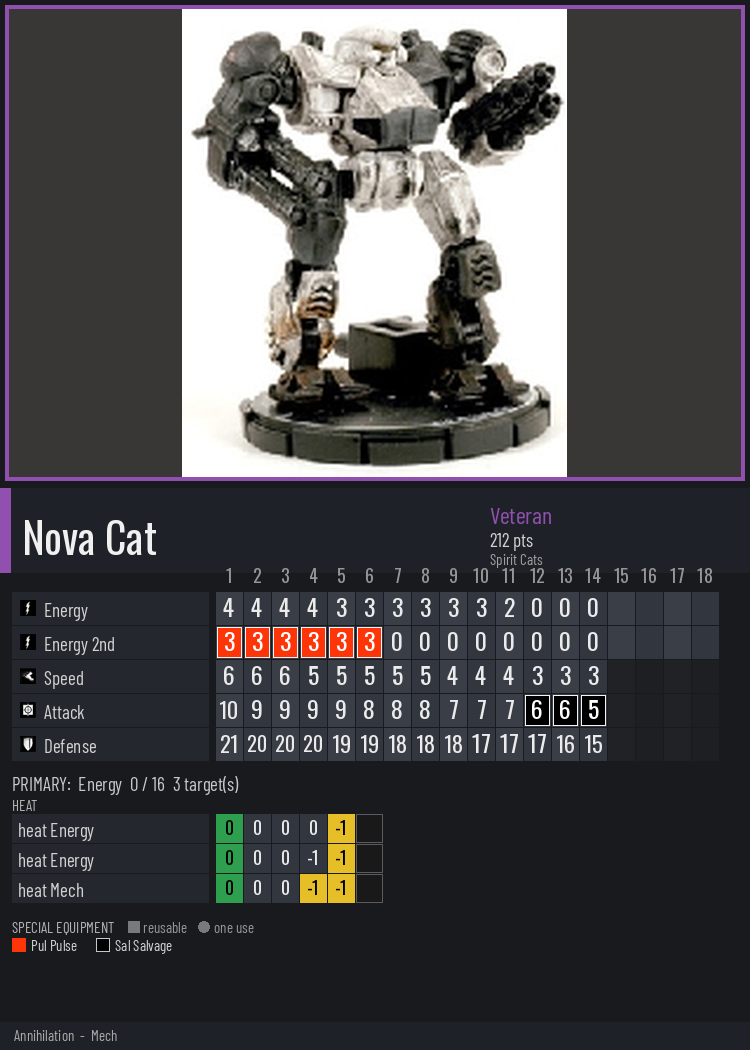 Nova Cat
Veteran
212 pts
Spirit Cats
1 2 3 4 5 6 7 8 9 10 11 12 13 14 15 16 17 18
Energy 4 4 4 4 3 3 3 3 3 3 2 0 0 0
Energy 2nd 3 3 3 3 3 3 0 0 0 0 0 0 0 0
Speed 6 6 6 5 5 5 5 5 4 4 4 3 3 3
Attack 10 9 9 9 9 8 8 8 7 7 7 6 6 5
Defense 21 20 20 20 19 19 18 18 18 17 17 17 16 15
PRIMARY: Energy 0 / 16 3 target(s)
HEAT
heat Energy 0 0 0 0 -1
heat Energy 0 0 0 -1 -1
heat Mech 0 0 0 -1 -1
SPECIAL EQUIPMENT reusable one use
Pul Pulse Sal Salvage
Annihilation - Mech